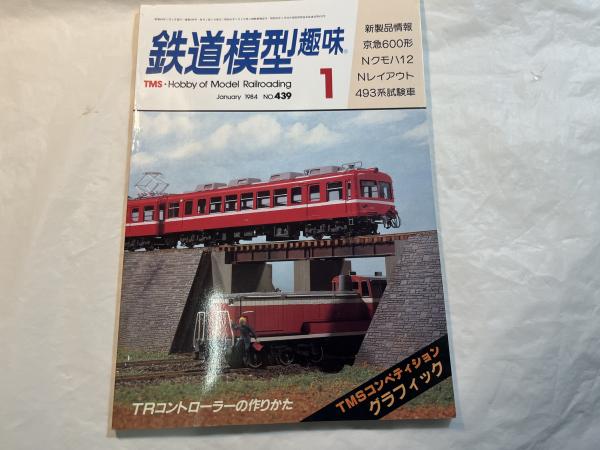 鉄道模型趣味
TMS・Hobby of Model Railroading
January 1984 NO.439
1
新製品情報
京急600形
Nクモハ12
Nレイアウト
493系試験車
TMSコンペティション
グラフィック
TRコントローラーの作りかた